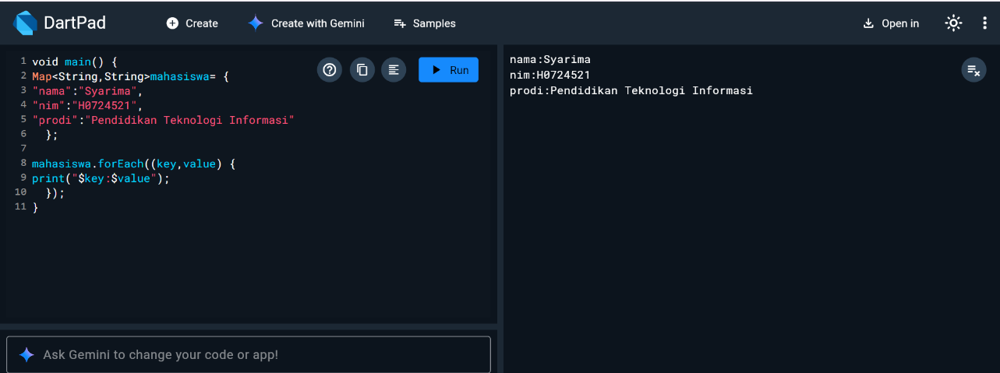 DartPad Create Create with Gemini Samples Open in
1 void main() {
2 Map<String,String>mahasiswa= {
3 "nama":"Syarima",
4 "nim":"H0724521",
5 "prodi":"Pendidikan Teknologi Informasi"
6 };
7
8 mahasiswa.forEach((key,value) {
9 print("$key:$value");
10 });
11 }
Run
Ask Gemini to change your code or app!
nama:Syarima
nim:H0724521
prodi:Pendidikan Teknologi Informasi